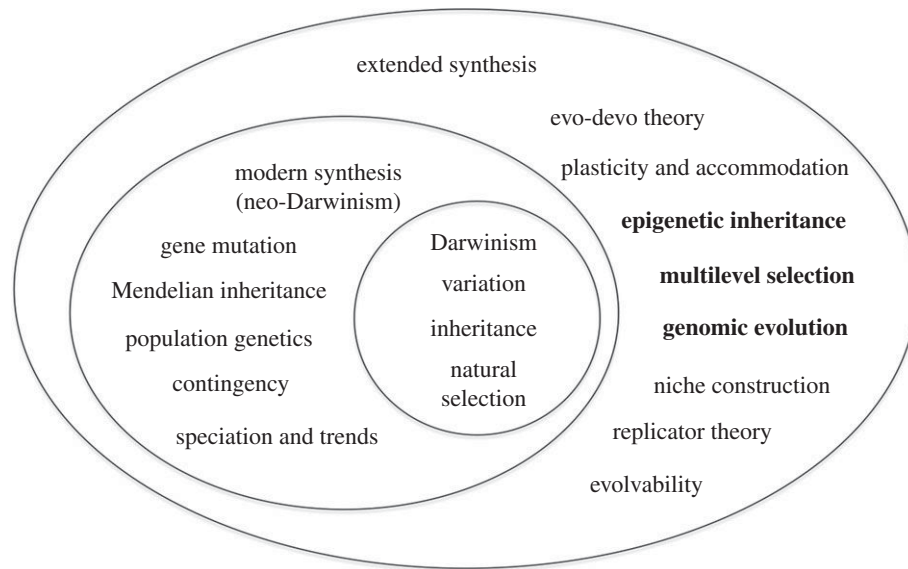 extended synthesis
evo-devo theory
plasticity and accommodation
epigenetic inheritance
multilevel selection
genomic evolution
niche construction
replicator theory
evolvability
modern synthesis
(neo-Darwinism)
gene mutation
Mendelian inheritance
population genetics
contingency
speciation and trends
Darwinism
variation
inheritance
natural
selection